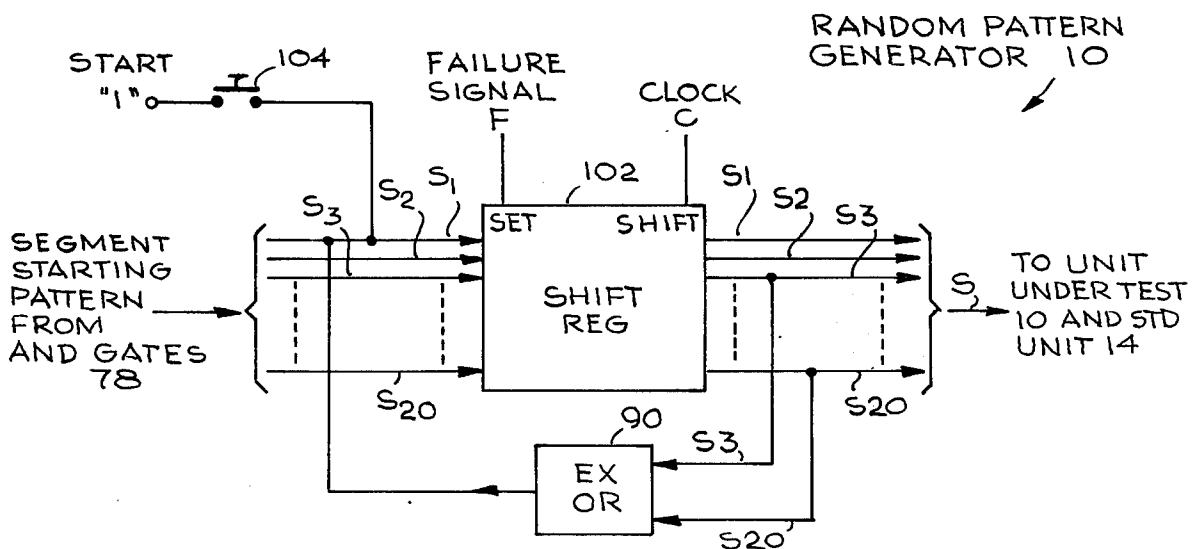 RANDOM PATTERN
GENERATOR 10
START
"1"
104
FAILURE
SIGNAL
F
CLOCK
C
102
S3
S2
S1
SET
SHIFT
S1
S2
S3
SEGMENT
STARTING
PATTERN
FROM
AND GATES
78
SHIFT
REG
S
TO UNIT
UNDER TEST
10 AND STD
UNIT 14
S20
S20
90
EX
OR
S3
S20